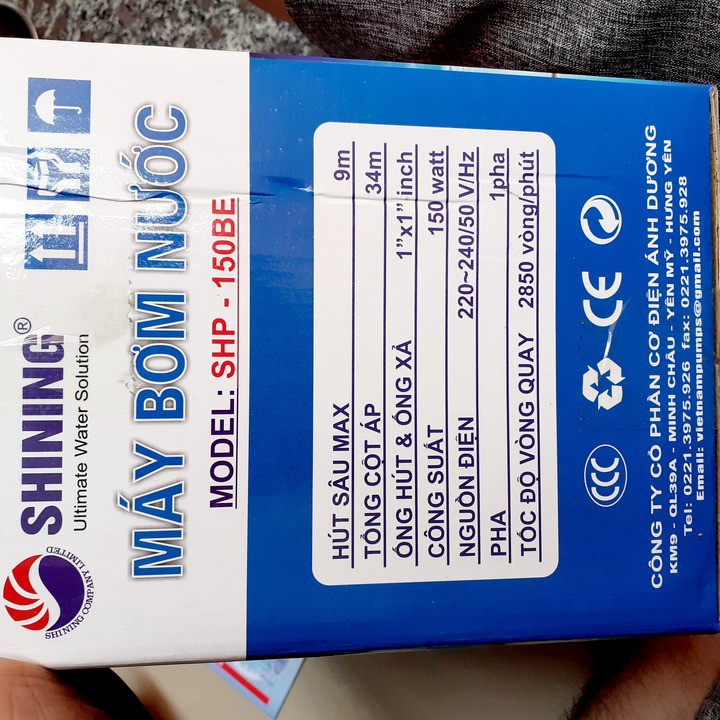 SHINING®
Ultimate Water Solution
SHINING COMPANY LIMITED
MÁY BƠM NƯỚC
MODEL: SHP - 150BE
HÚT SÂU MAX 9m
TỔNG CỘT ÁP 34m
ỐNG HÚT & ỐNG XẢ 1”x1” inch
CÔNG SUẤT 150 watt
NGUỒN ĐIỆN 220~240/50 V/Hz
PHA 1pha
TỐC ĐỘ VÒNG QUAY 2850 vòng/phút
CCC CE
CÔNG TY CỔ PHẦN CƠ ĐIỆN ÁNH DƯƠNG
KM9 - QL39A - MINH CHÂU - YÊN MỸ - HƯNG YÊN
Tel: 0221.3975.926 fax: 0221.3975.928
Email: vietnampumps@gmail.com